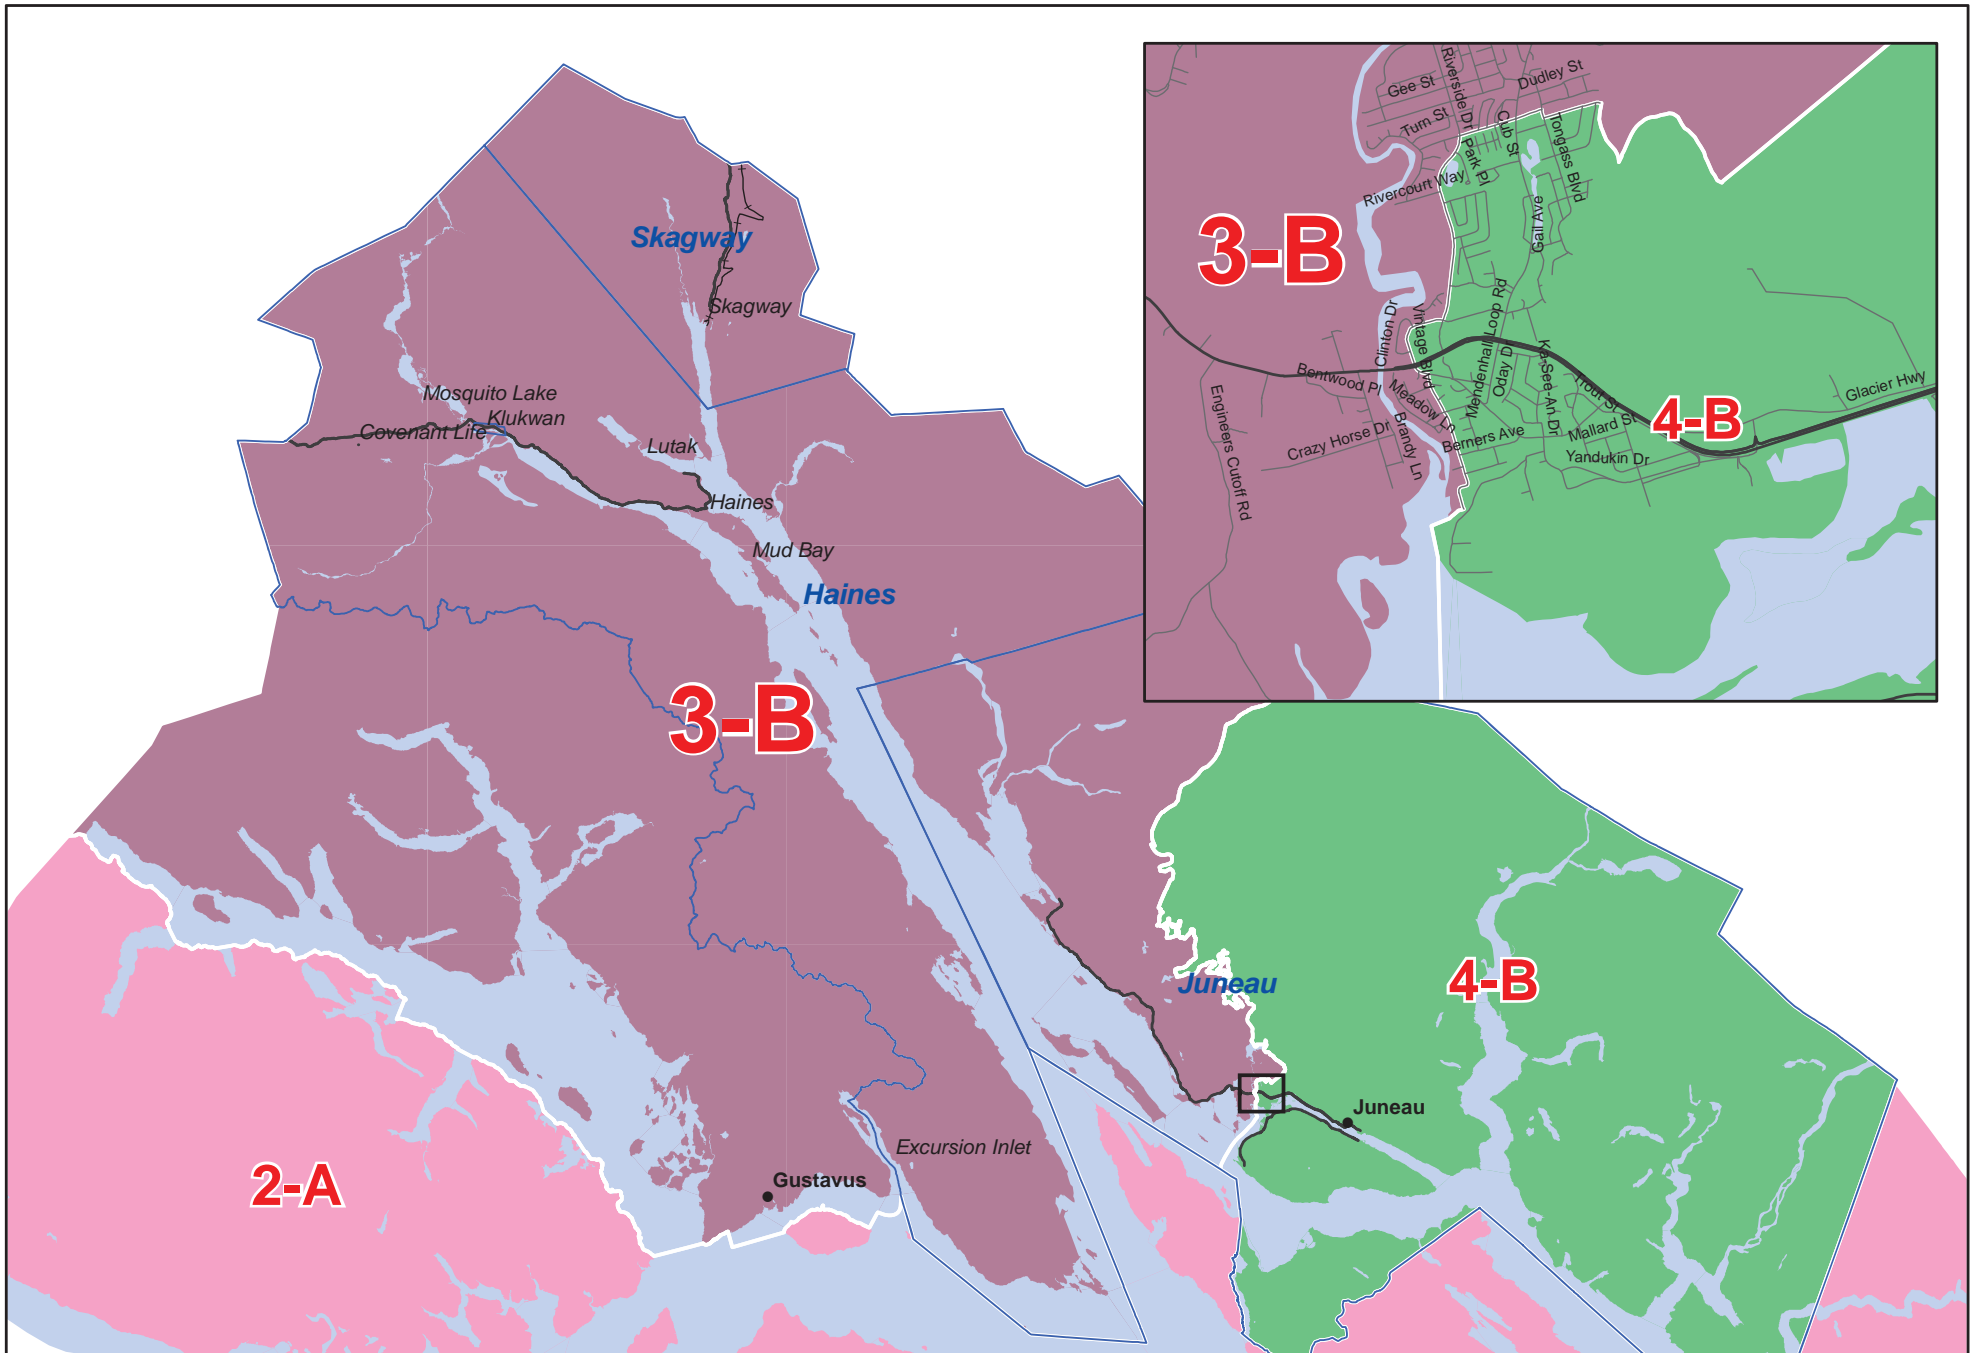 Skagway
Skagway
Mosquito Lake
Klukwan
Covenant Life
Lutak
Haines
Mud Bay
Haines
3-B
Juneau
4-B
Juneau
Excursion Inlet
Gustavus
2-A
Riverside Dr
Dudley St
Gee St
Turn St
Cub St
Tongass Blvd
Park Pl
Rivercourt Way
Gail Ave
3-B
Clinton Dr
Vintage Blvd
Mendenhall Loop Rd
Oday Dr
Ka-See-An Dr
Trout St
Glacier Hwy
Bentwood Pl
Meadow Ln
4-B
Engineers Cutoff Rd
Crazy Horse Dr
Brandy Ln
Berners Ave
Mallard St
Yandukin Dr